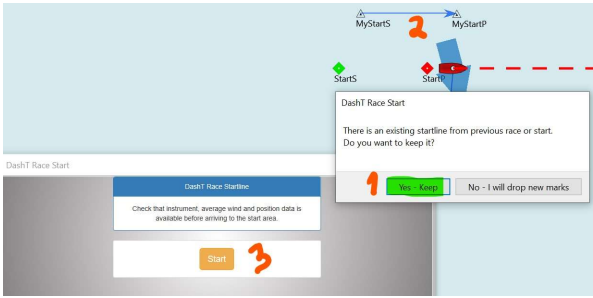 MyStartS
2
MyStartP
StartS
StartP
DashT Race Start
There is an existing startline from previous race or start.
Do you want to keep it?
1
Yes - Keep
No - I will drop new marks
DashT Race Start
DashT Race Startline
Check that instrument, average wind and position data is
available before arriving to the start area.
Start
3